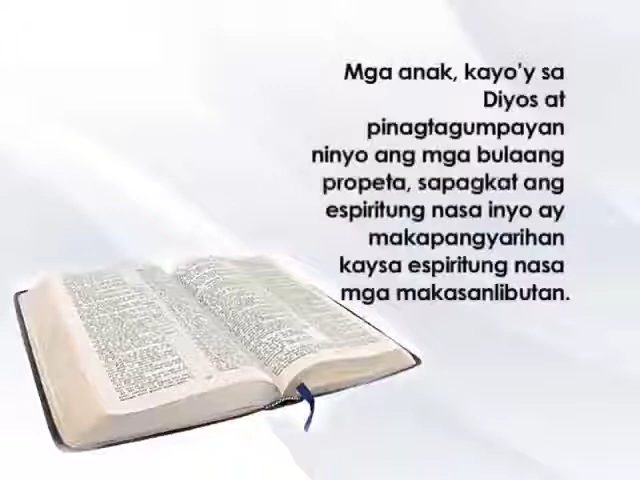 Mga anak, kayo'y sa
Diyos at
pinagtagumpayan
ninyo ang mga bulaang
propeta, sapagkat ang
espiritung nasa inyo ay
makapangyarihan
kaysa espiritung nasa
mga makasanlibutan.